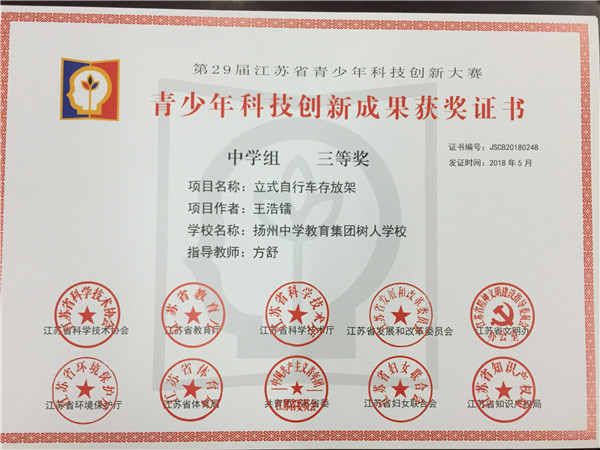 第29届江苏省青少年科技创新大赛
青少年科技创新成果获奖证书
证书编号：JSCB20180248
发证时间：2018 年 5 月
中学组 三等奖
项目名称：立式自行车存放架
项目作者：王浩镭
学校名称：扬州中学教育集团树人学校
指导教师：方舒
江苏省科学技术协会 江苏省教育厅 江苏省科学技术厅 江苏省发展和改革委员会 江苏省文明办
江苏省环境保护厅 江苏省体育局 共青团江苏省委 江苏省妇女联合会 江苏省知识产权局